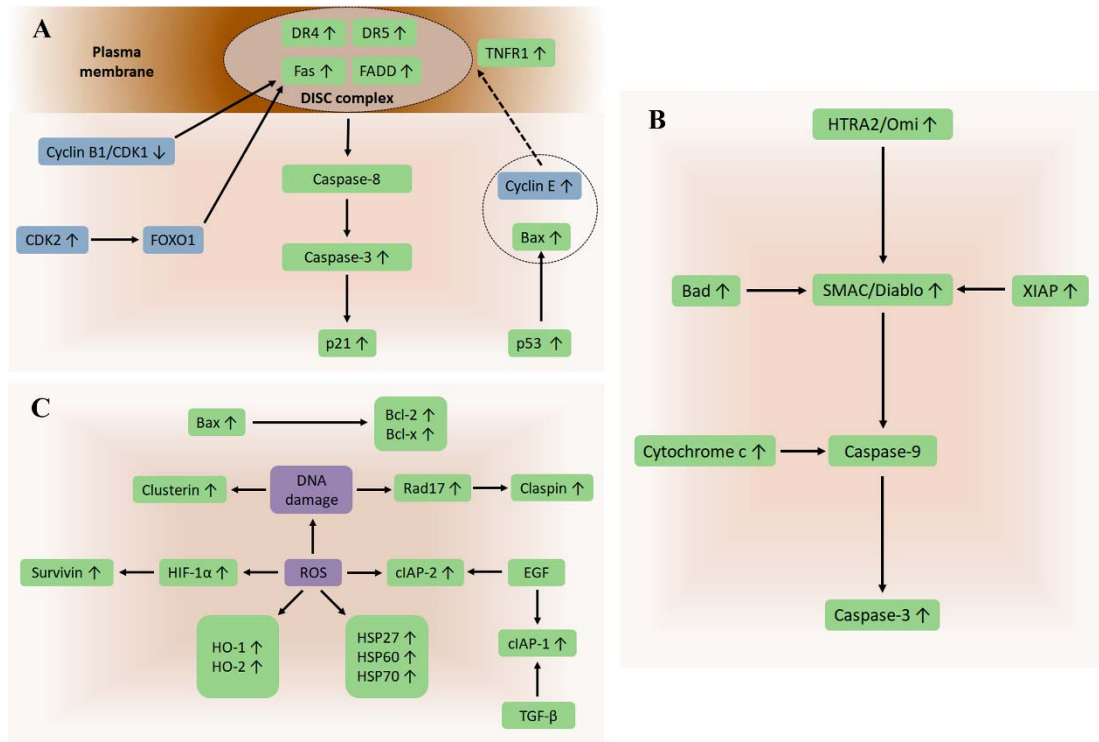 A
Plasma
membrane
DR4 ↑
DR5 ↑
TNFR1 ↑
Fas ↑
FADD ↑
DISC complex
Cyclin B1/CDK1 ↓
Caspase-8
Cyclin E ↑
CDK2 ↑
FOXO1
Bax ↑
Caspase-3 ↑
p21 ↑
p53 ↑
B
HTRA2/Omi ↑
Bad ↑
SMAC/Diablo ↑
XIAP ↑
Cytochrome c ↑
Caspase-9
Caspase-3 ↑
C
Bax ↑
Bcl-2 ↑
Bcl-x ↑
Clusterin ↑
DNA
damage
Rad17 ↑
Claspin ↑
Survivin ↑
HIF-1α ↑
ROS
cIAP-2 ↑
EGF
HO-1 ↑
HO-2 ↑
HSP27 ↑
HSP60 ↑
HSP70 ↑
cIAP-1 ↑
TGF-β